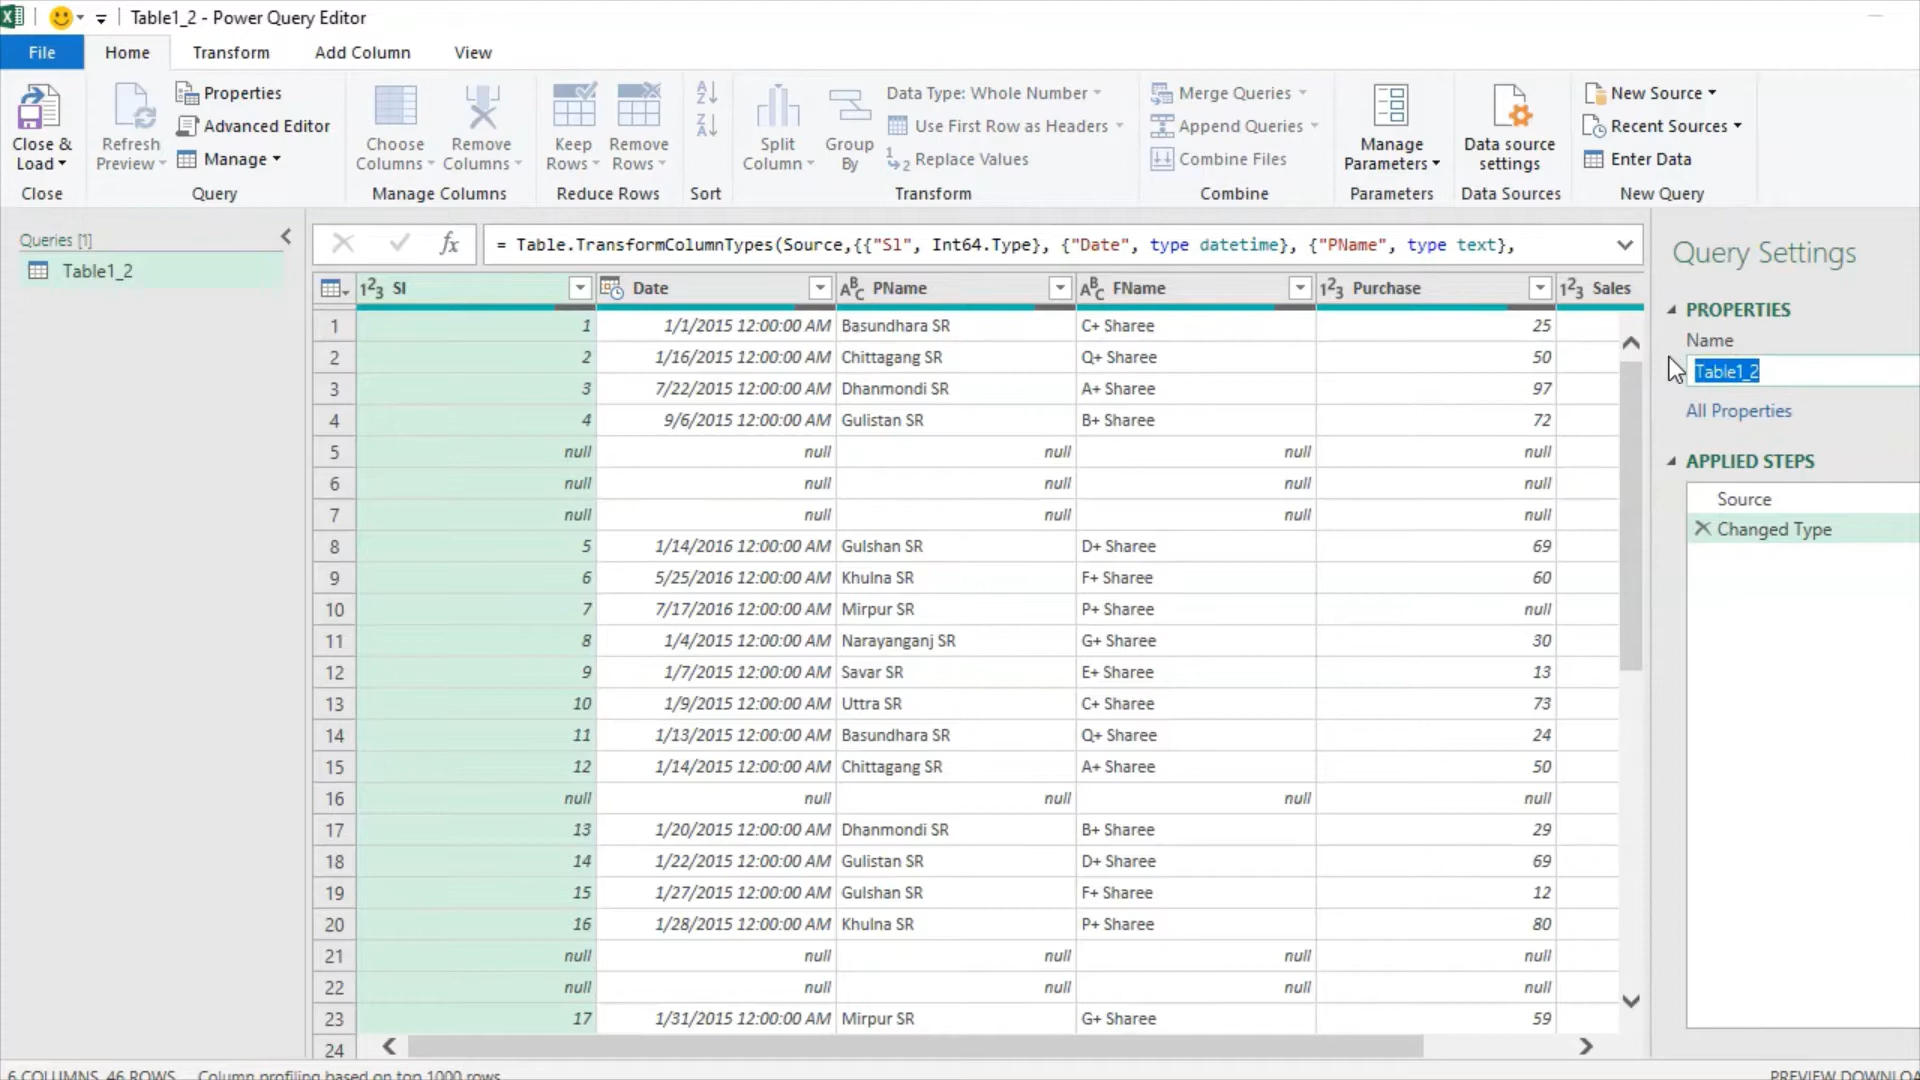 Table1_2 - Power Query Editor
File Home Transform Add Column View
Close & Load
Refresh Preview
Properties
Advanced Editor
Manage
Choose Columns
Remove Columns
Keep Rows
Remove Rows
Split Column
Group By
Data Type: Whole Number
Use First Row as Headers
Replace Values
Merge Queries
Append Queries
Combine Files
Manage Parameters
Data source settings
New Source
Recent Sources
Enter Data
Close Query Manage Columns Reduce Rows Sort Transform Combine Parameters Data Sources New Query
Queries [1]
Table1_2
fx = Table.TransformColumnTypes(Source,{{"Sl", Int64.Type}, {"Date", type datetime}, {"PName", type text},
Sl Date PName FName Purchase Sales
1 1 1/1/2015 12:00:00 AM Basundhara SR C+ Sharee 25
2 2 1/16/2015 12:00:00 AM Chittagang SR Q+ Sharee 50
3 3 7/22/2015 12:00:00 AM Dhanmondi SR A+ Sharee 97
4 4 9/6/2015 12:00:00 AM Gulistan SR B+ Sharee 72
5 null null null null null
6 null null null null null
7 null null null null null
8 5 1/14/2016 12:00:00 AM Gulshan SR D+ Sharee 69
9 6 5/25/2016 12:00:00 AM Khulna SR F+ Sharee 60
10 7 7/17/2016 12:00:00 AM Mirpur SR P+ Sharee null
11 8 1/4/2015 12:00:00 AM Narayanganj SR G+ Sharee 30
12 9 1/7/2015 12:00:00 AM Savar SR E+ Sharee 13
13 10 1/9/2015 12:00:00 AM Uttra SR C+ Sharee 73
14 11 1/13/2015 12:00:00 AM Basundhara SR Q+ Sharee 24
15 12 1/14/2015 12:00:00 AM Chittagang SR A+ Sharee 50
16 null null null null null
17 13 1/20/2015 12:00:00 AM Dhanmondi SR B+ Sharee 29
18 14 1/22/2015 12:00:00 AM Gulistan SR D+ Sharee 69
19 15 1/27/2015 12:00:00 AM Gulshan SR F+ Sharee 12
20 16 1/28/2015 12:00:00 AM Khulna SR P+ Sharee 80
21 null null null null null
22 null null null null null
23 17 1/31/2015 12:00:00 AM Mirpur SR G+ Sharee 59
24
Query Settings
PROPERTIES
Name
Table1_2
All Properties
APPLIED STEPS
Source
Changed Type
6 COLUMNS, 46 ROWS Column profiling based on top 1000 rows
PREVIEW